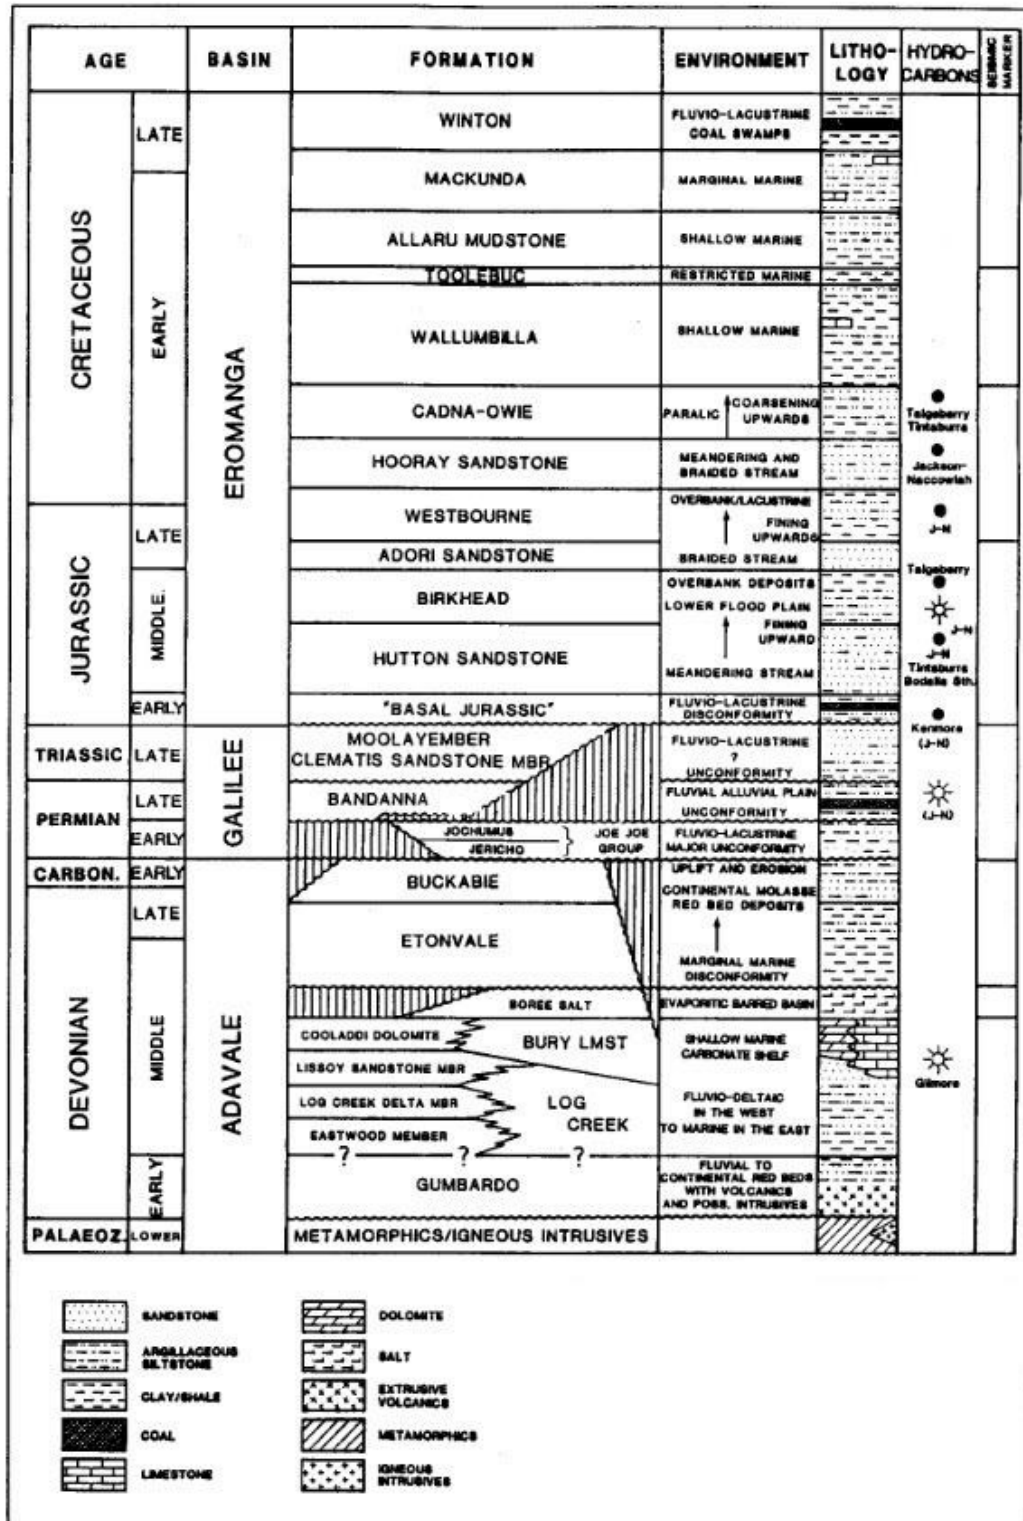 AGE
BASIN
FORMATION
ENVIRONMENT
LITHO-
LOGY
HYDRO-
CARBONS
SEISMIC
MARKER
CRETACEOUS
LATE
EARLY
JURASSIC
LATE
MIDDLE.
EARLY
TRIASSIC
LATE
PERMIAN
LATE
EARLY
CARBON.
EARLY
DEVONIAN
LATE
MIDDLE
EARLY
PALAEOZ.
LOWER
EROMANGA
GALILEE
ADAVALE
WINTON
MACKUNDA
ALLARU MUDSTONE
TOOLEBUC
WALLUMBILLA
CADNA-OWIE
HOORAY SANDSTONE
WESTBOURNE
ADORI SANDSTONE
BIRKHEAD
HUTTON SANDSTONE
"BASAL JURASSIC"
MOOLAYEMBER
CLEMATIS SANDSTONE MBR
BANDANNA
JOCHUMUS
JERICHO
JOE JOE
GROUP
BUCKABIE
ETONVALE
BOREE SALT
COOLADDI DOLOMITE
BURY LMST
LISSOY SANDSTONE MBR
LOG CREEK DELTA MBR
LOG
CREEK
EASTWOOD MEMBER
? ? ?
GUMBARDO
METAMORPHICS/IGNEOUS INTRUSIVES
FLUVIO-LACUSTRINE
COAL SWAMPS
MARGINAL MARINE
SHALLOW MARINE
RESTRICTED MARINE
SHALLOW MARINE
PARALIC
COARSENING
UPWARDS
MEANDERING AND
BRAIDED STREAM
OVERBANK/LACUSTRINE
FINING
UPWARDS
BRAIDED STREAM
OVERBANK DEPOSITS
LOWER FLOOD PLAIN
FINING
UPWARD
MEANDERING STREAM
FLUVIO-LACUSTRINE
DISCONFORMITY
FLUVIO-LACUSTRINE
?
UNCONFORMITY
FLUVIAL ALLUVIAL PLAIN
UNCONFORMITY
FLUVIO-LACUSTRINE
MAJOR UNCONFORMITY
UPLIFT AND EROSION
CONTINENTAL MOLASSE
RED BED DEPOSITS
MARGINAL MARINE
DISCONFORMITY
EVAPORITIC BARRED BASIN
SHALLOW MARINE
CARBONATE SHELF
FLUVIO-DELTAIC
IN THE WEST
TO MARINE IN THE EAST
FLUVIAL TO
CONTINENTAL RED BEDS
WITH VOLCANICS
AND POSS. INTRUSIVES
Talgeberry
Tintaburra
Jackson-
Naccowlah
J-N
Talgeberry
J-N
J-N
Tintaburra
Bodalla Sth.
Kenmore
(J-N)
(J-N)
Gilmore
SANDSTONE
ARGILLACEOUS
SILTSTONE
CLAY/SHALE
COAL
LIMESTONE
DOLOMITE
SALT
EXTRUSIVE
VOLCANICS
METAMORPHICS
IGNEOUS
INTRUSIVES